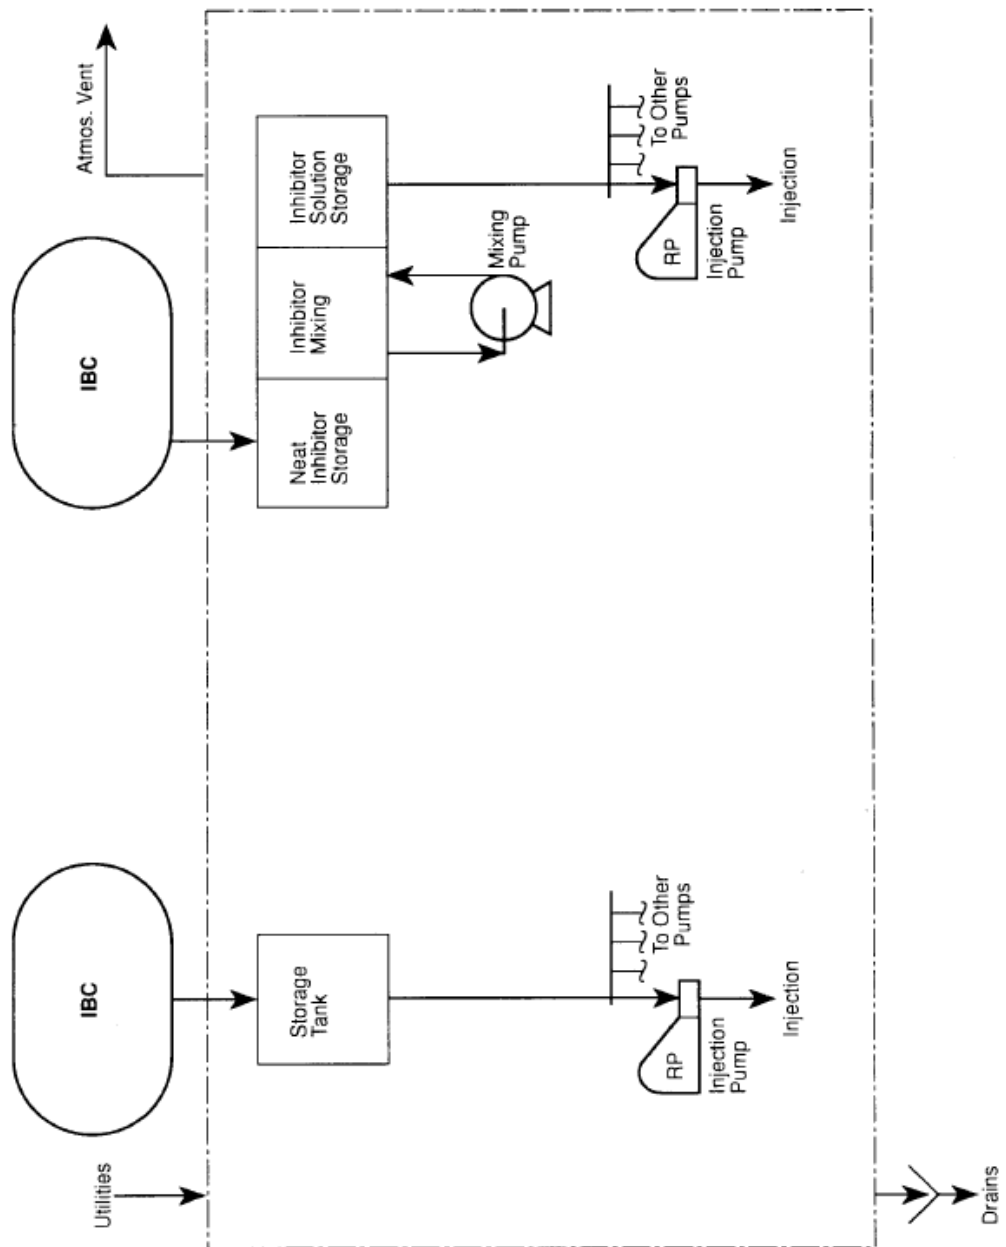 Atmos. Vent
IBC
Inhibitor
Solution
Storage
Inhibitor
Mixing
Neat
Inhibitor
Storage
Mixing
Pump
To Other
Pumps
RP
Injection
Pump
Injection
IBC
Storage
Tank
To Other
Pumps
RP
Injection
Pump
Injection
Utilities
Drains